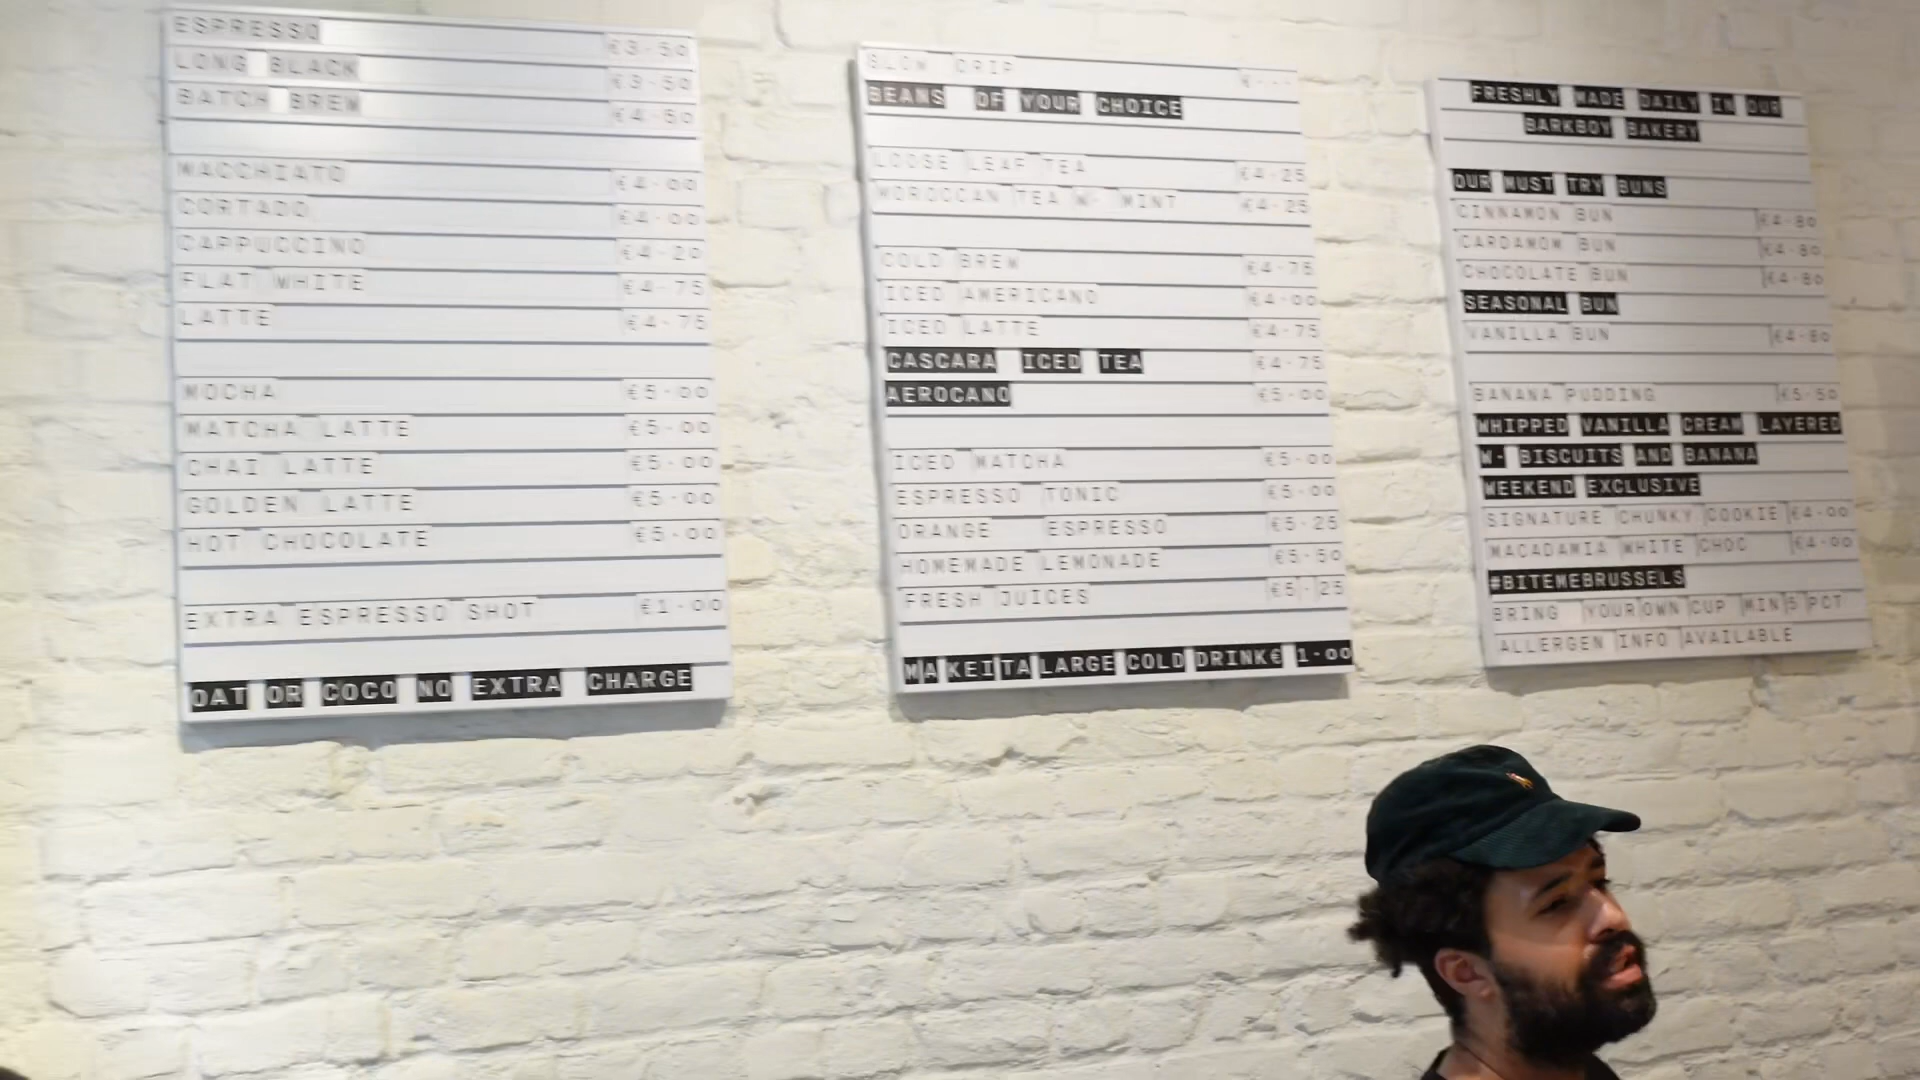 ESPRESSO €3.50
LONG BLACK €3.50
BATCH BREW €4.50
MACCHIATO €4.00
CORTADO €4.00
CAPPUCCINO €4.20
FLAT WHITE €4.75
LATTE €4.75
MOCHA €5.00
MATCHA LATTE €5.00
CHAI LATTE €5.00
GOLDEN LATTE €5.00
HOT CHOCOLATE €5.00
EXTRA ESPRESSO SHOT €1.00
OAT OR COCO NO EXTRA CHARGE
SLOW DRIP €---
BEANS OF YOUR CHOICE
LOOSE LEAF TEA €4.25
MOROCCAN TEA W. MINT €4.25
COLD BREW €4.75
ICED AMERICANO €4.00
ICED LATTE €4.75
CASCARA ICED TEA €4.75
AEROCANO €5.00
ICED MATCHA €5.00
ESPRESSO TONIC €5.00
ORANGE ESPRESSO €5.25
HOMEMADE LEMONADE €5.50
FRESH JUICES €5.25
MAKE IT A LARGE COLD DRINK € 1.00
FRESHLY MADE DAILY IN OUR
BARKBOY BAKERY
OUR MUST TRY BUNS
CINNAMON BUN €4.80
CARDAMOM BUN €4.80
CHOCOLATE BUN €4.80
SEASONAL BUN
VANILLA BUN €4.80
BANANA PUDDING €5.50
WHIPPED VANILLA CREAM LAYERED
W. BISCUITS AND BANANA
WEEKEND EXCLUSIVE
SIGNATURE CHUNKY COOKIE €4.00
MACADAMIA WHITE CHOC €4.00
#BITEMEBRUSSELS
BRING YOUR OWN CUP MIN 5 PCT
ALLERGEN INFO AVAILABLE